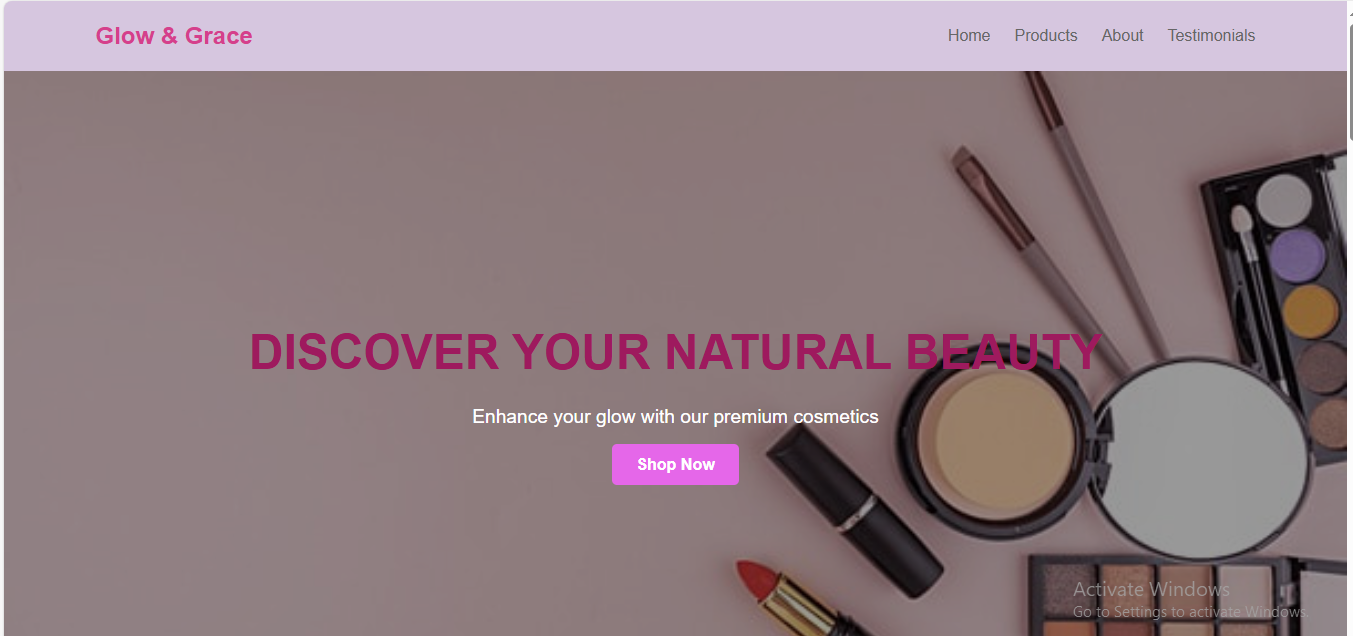 Glow & Grace
Home Products About Testimonials
DISCOVER YOUR NATURAL BEAUTY
Enhance your glow with our premium cosmetics
Shop Now
Activate Windows
Go to Settings to activate Windows.